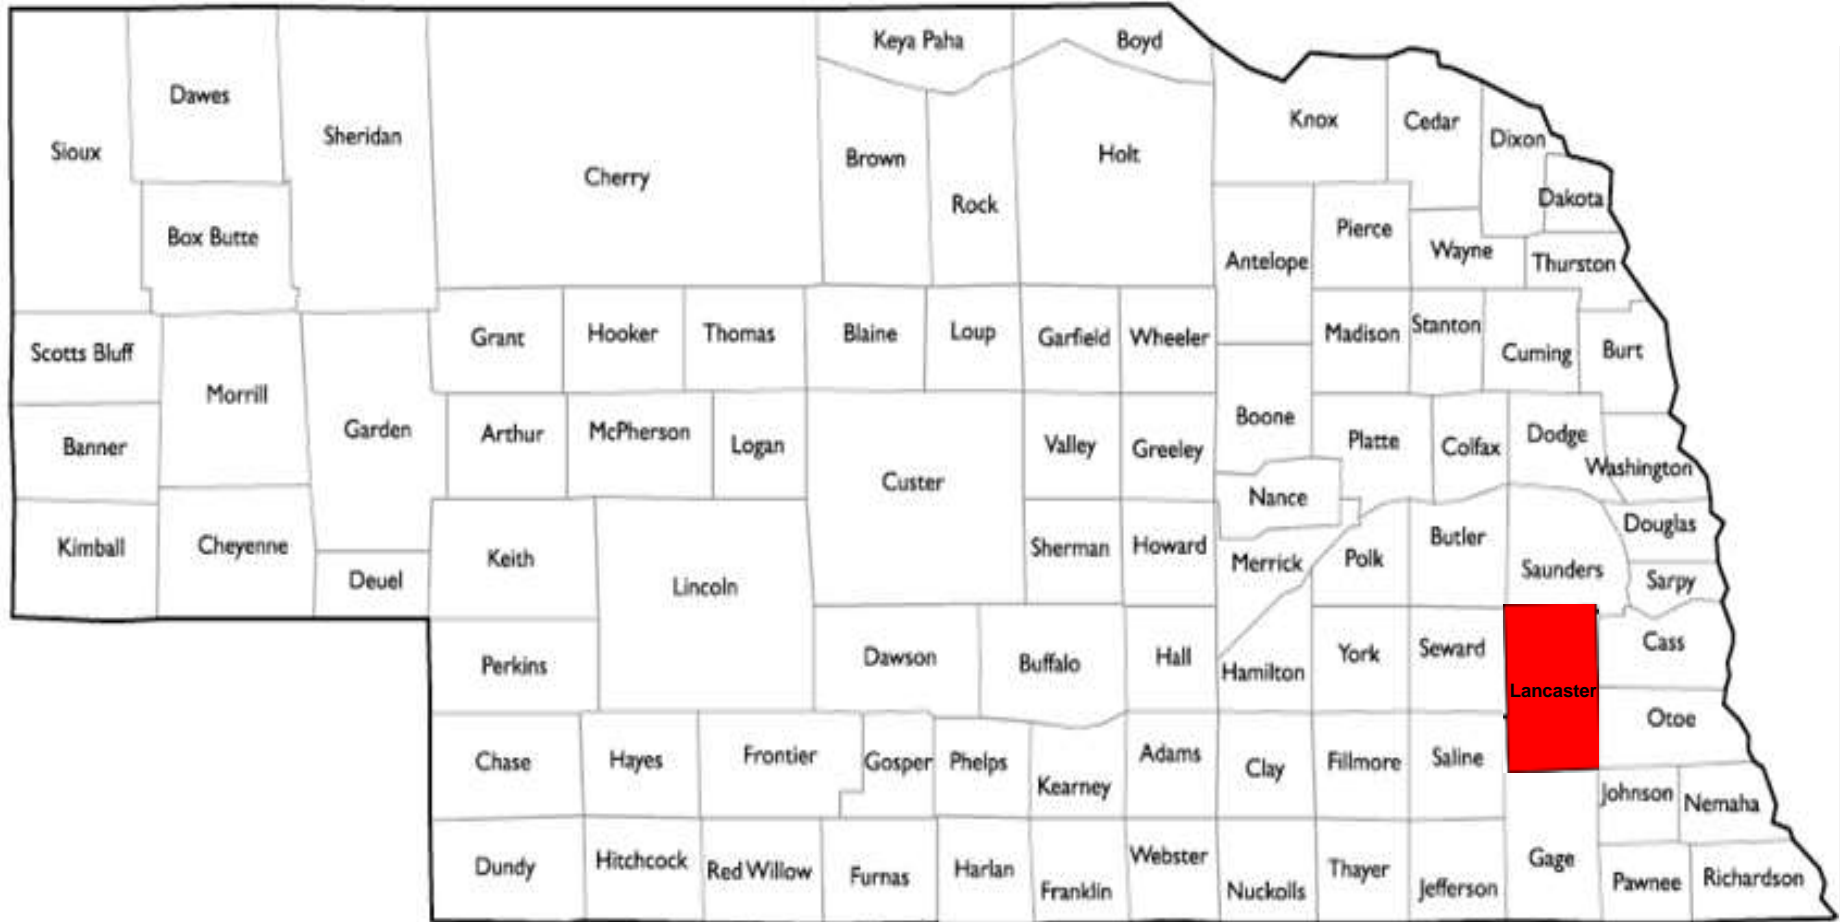 Keya Paha
Boyd
Dawes
Sheridan
Sioux
Cherry
Brown
Rock
Holt
Knox
Cedar
Dixon
Dakota
Box Butte
Antelope
Pierce
Wayne
Thurston
Scotts Bluff
Morrill
Garden
Grant
Hooker
Thomas
Blaine
Loup
Garfield
Wheeler
Madison
Stanton
Cuming
Burt
Banner
Arthur
McPherson
Logan
Custer
Valley
Greeley
Boone
Platte
Colfax
Dodge
Washington
Nance
Kimball
Cheyenne
Deuel
Keith
Lincoln
Sherman
Howard
Merrick
Polk
Butler
Saunders
Douglas
Sarpy
Perkins
Dawson
Buffalo
Hall
Hamilton
York
Seward
Lancaster
Cass
Otoe
Chase
Hayes
Frontier
Gosper
Phelps
Kearney
Adams
Clay
Fillmore
Saline
Johnson
Nemaha
Dundy
Hitchcock
Red Willow
Furnas
Harlan
Franklin
Webster
Nuckolls
Thayer
Jefferson
Gage
Pawnee
Richardson